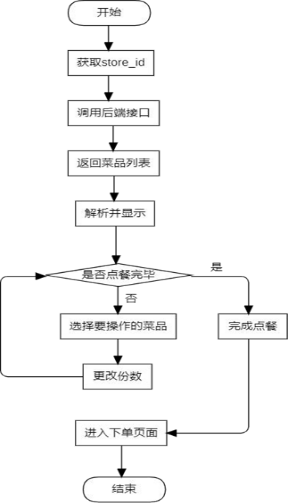 开始
获取store_id
调用后端接口
返回菜品列表
解析并显示
是否点餐完毕
是
否
选择要操作的菜品
完成点餐
更改份数
进入下单页面
结束